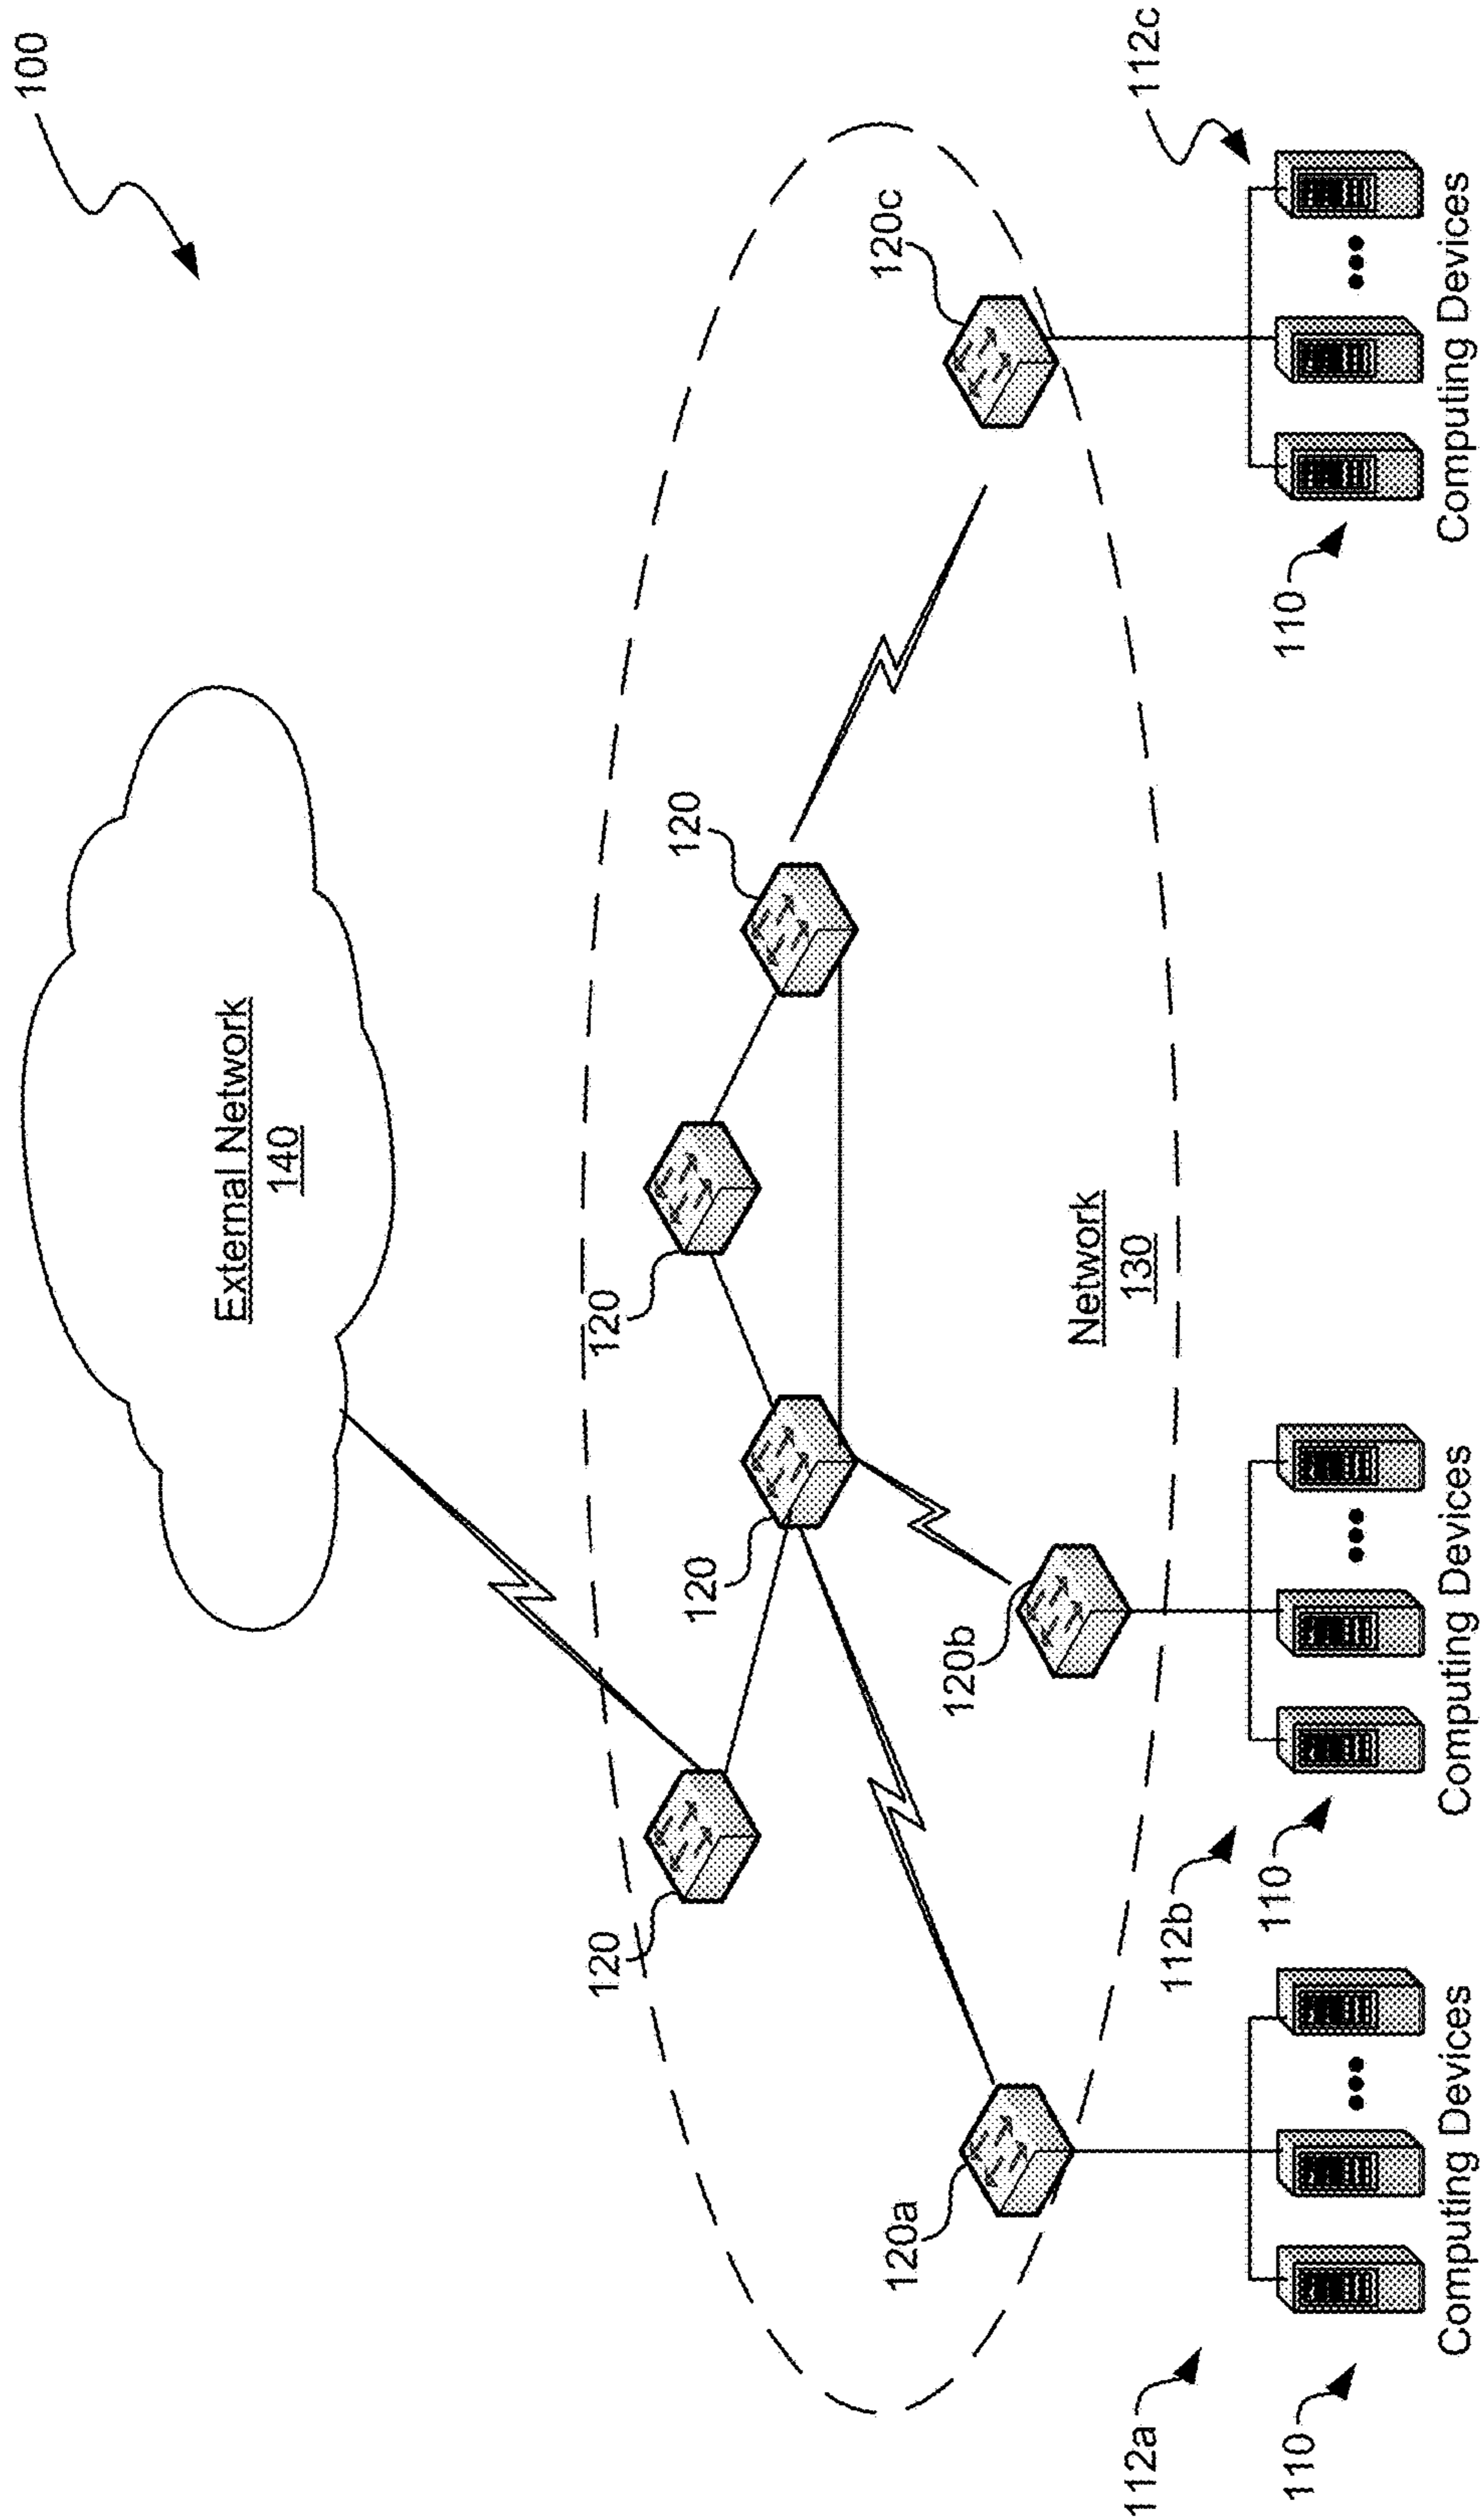 100
External Network
140
120
120
120
120
120a
120b
120c
Network
130
112a
110
112b
110
110
112c
Computing Devices
Computing Devices
Computing Devices